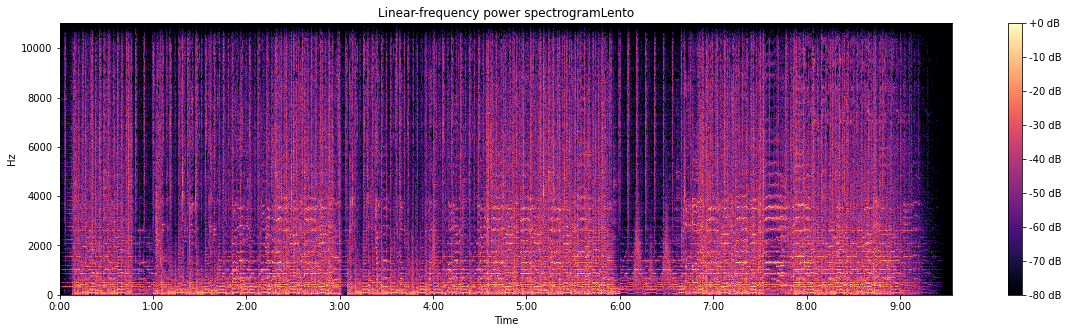 Linear-frequency power spectrogramLento
Hz
10000
8000
6000
4000
2000
0
0:00 1:00 2:00 3:00 4:00 5:00 6:00 7:00 8:00 9:00
Time
+0 dB
-10 dB
-20 dB
-30 dB
-40 dB
-50 dB
-60 dB
-70 dB
-80 dB